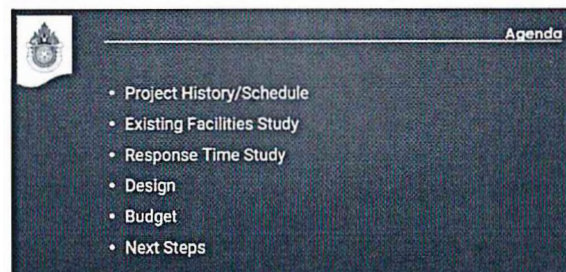 Agenda
• Project History/Schedule
• Existing Facilities Study
• Response Time Study
• Design
• Budget
• Next Steps